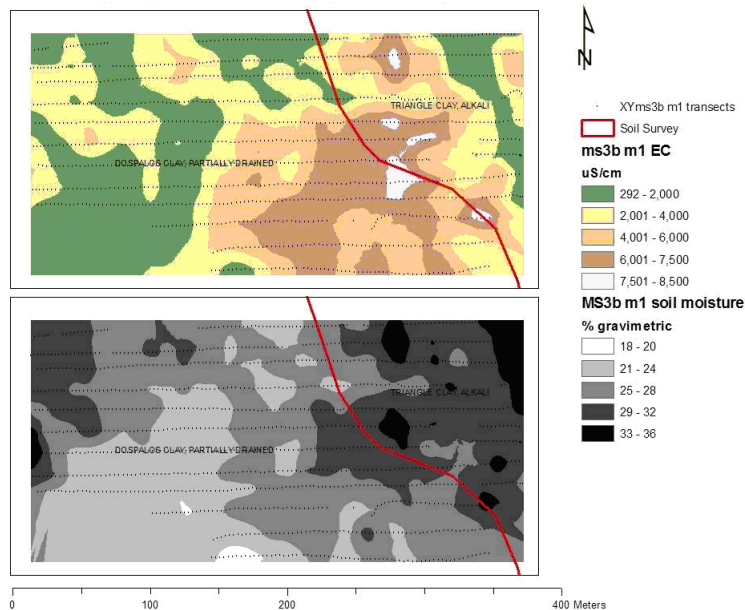 N
TRIANGLE CLAY, ALKALI
DOSPALOS CLAY, PARTIALLY DRAINED
XYms3b m1 transects
Soil Survey
ms3b m1 EC
uS/cm
292 - 2,000
2,001 - 4,000
4,001 - 6,000
6,001 - 7,500
7,501 - 8,500
MS3b m1 soil moisture
% gravimetric
18 - 20
21 - 24
25 - 28
29 - 32
33 - 36
TRIANGLE CLAY, ALKALI
DOSPALOS CLAY, PARTIALLY DRAINED
0 100 200 400 Meters